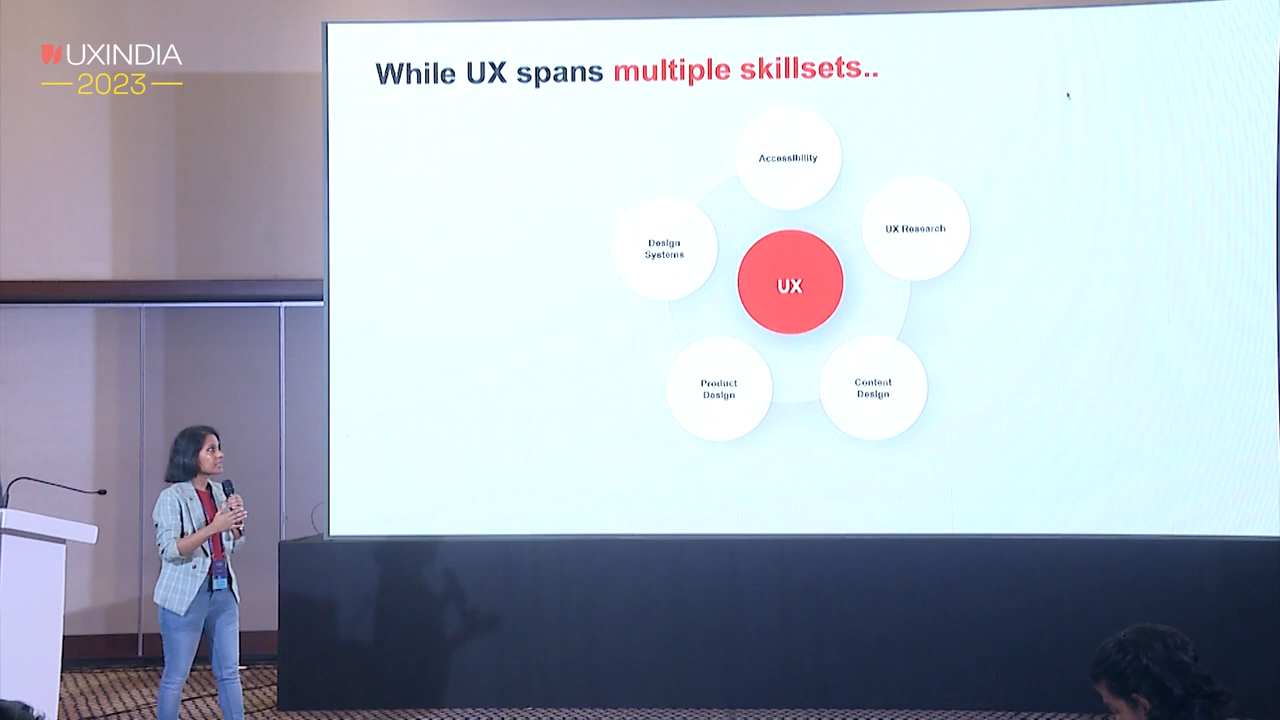 UXINDIA
2023
While UX spans multiple skillsets..
Accessibility
UX Research
Design
Systems
UX
Product
Design
Content
Design